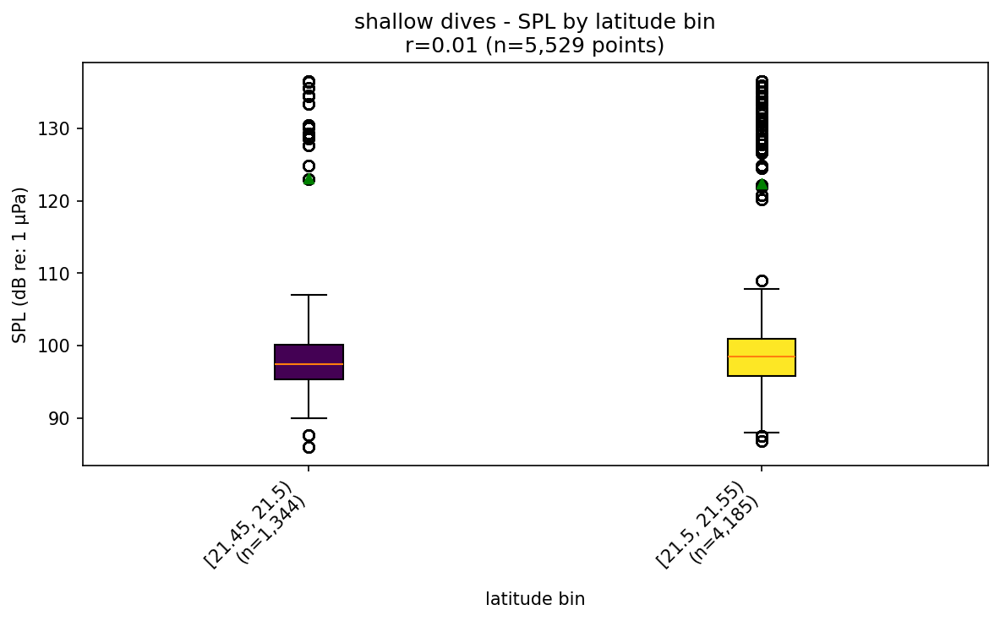 shallow dives - SPL by latitude bin
r=0.01 (n=5,529 points)
SPL (dB re: 1 µPa)
130
120
110
100
90
[21.45, 21.5)
(n=1,344)
[21.5, 21.55)
(n=4,185)
latitude bin